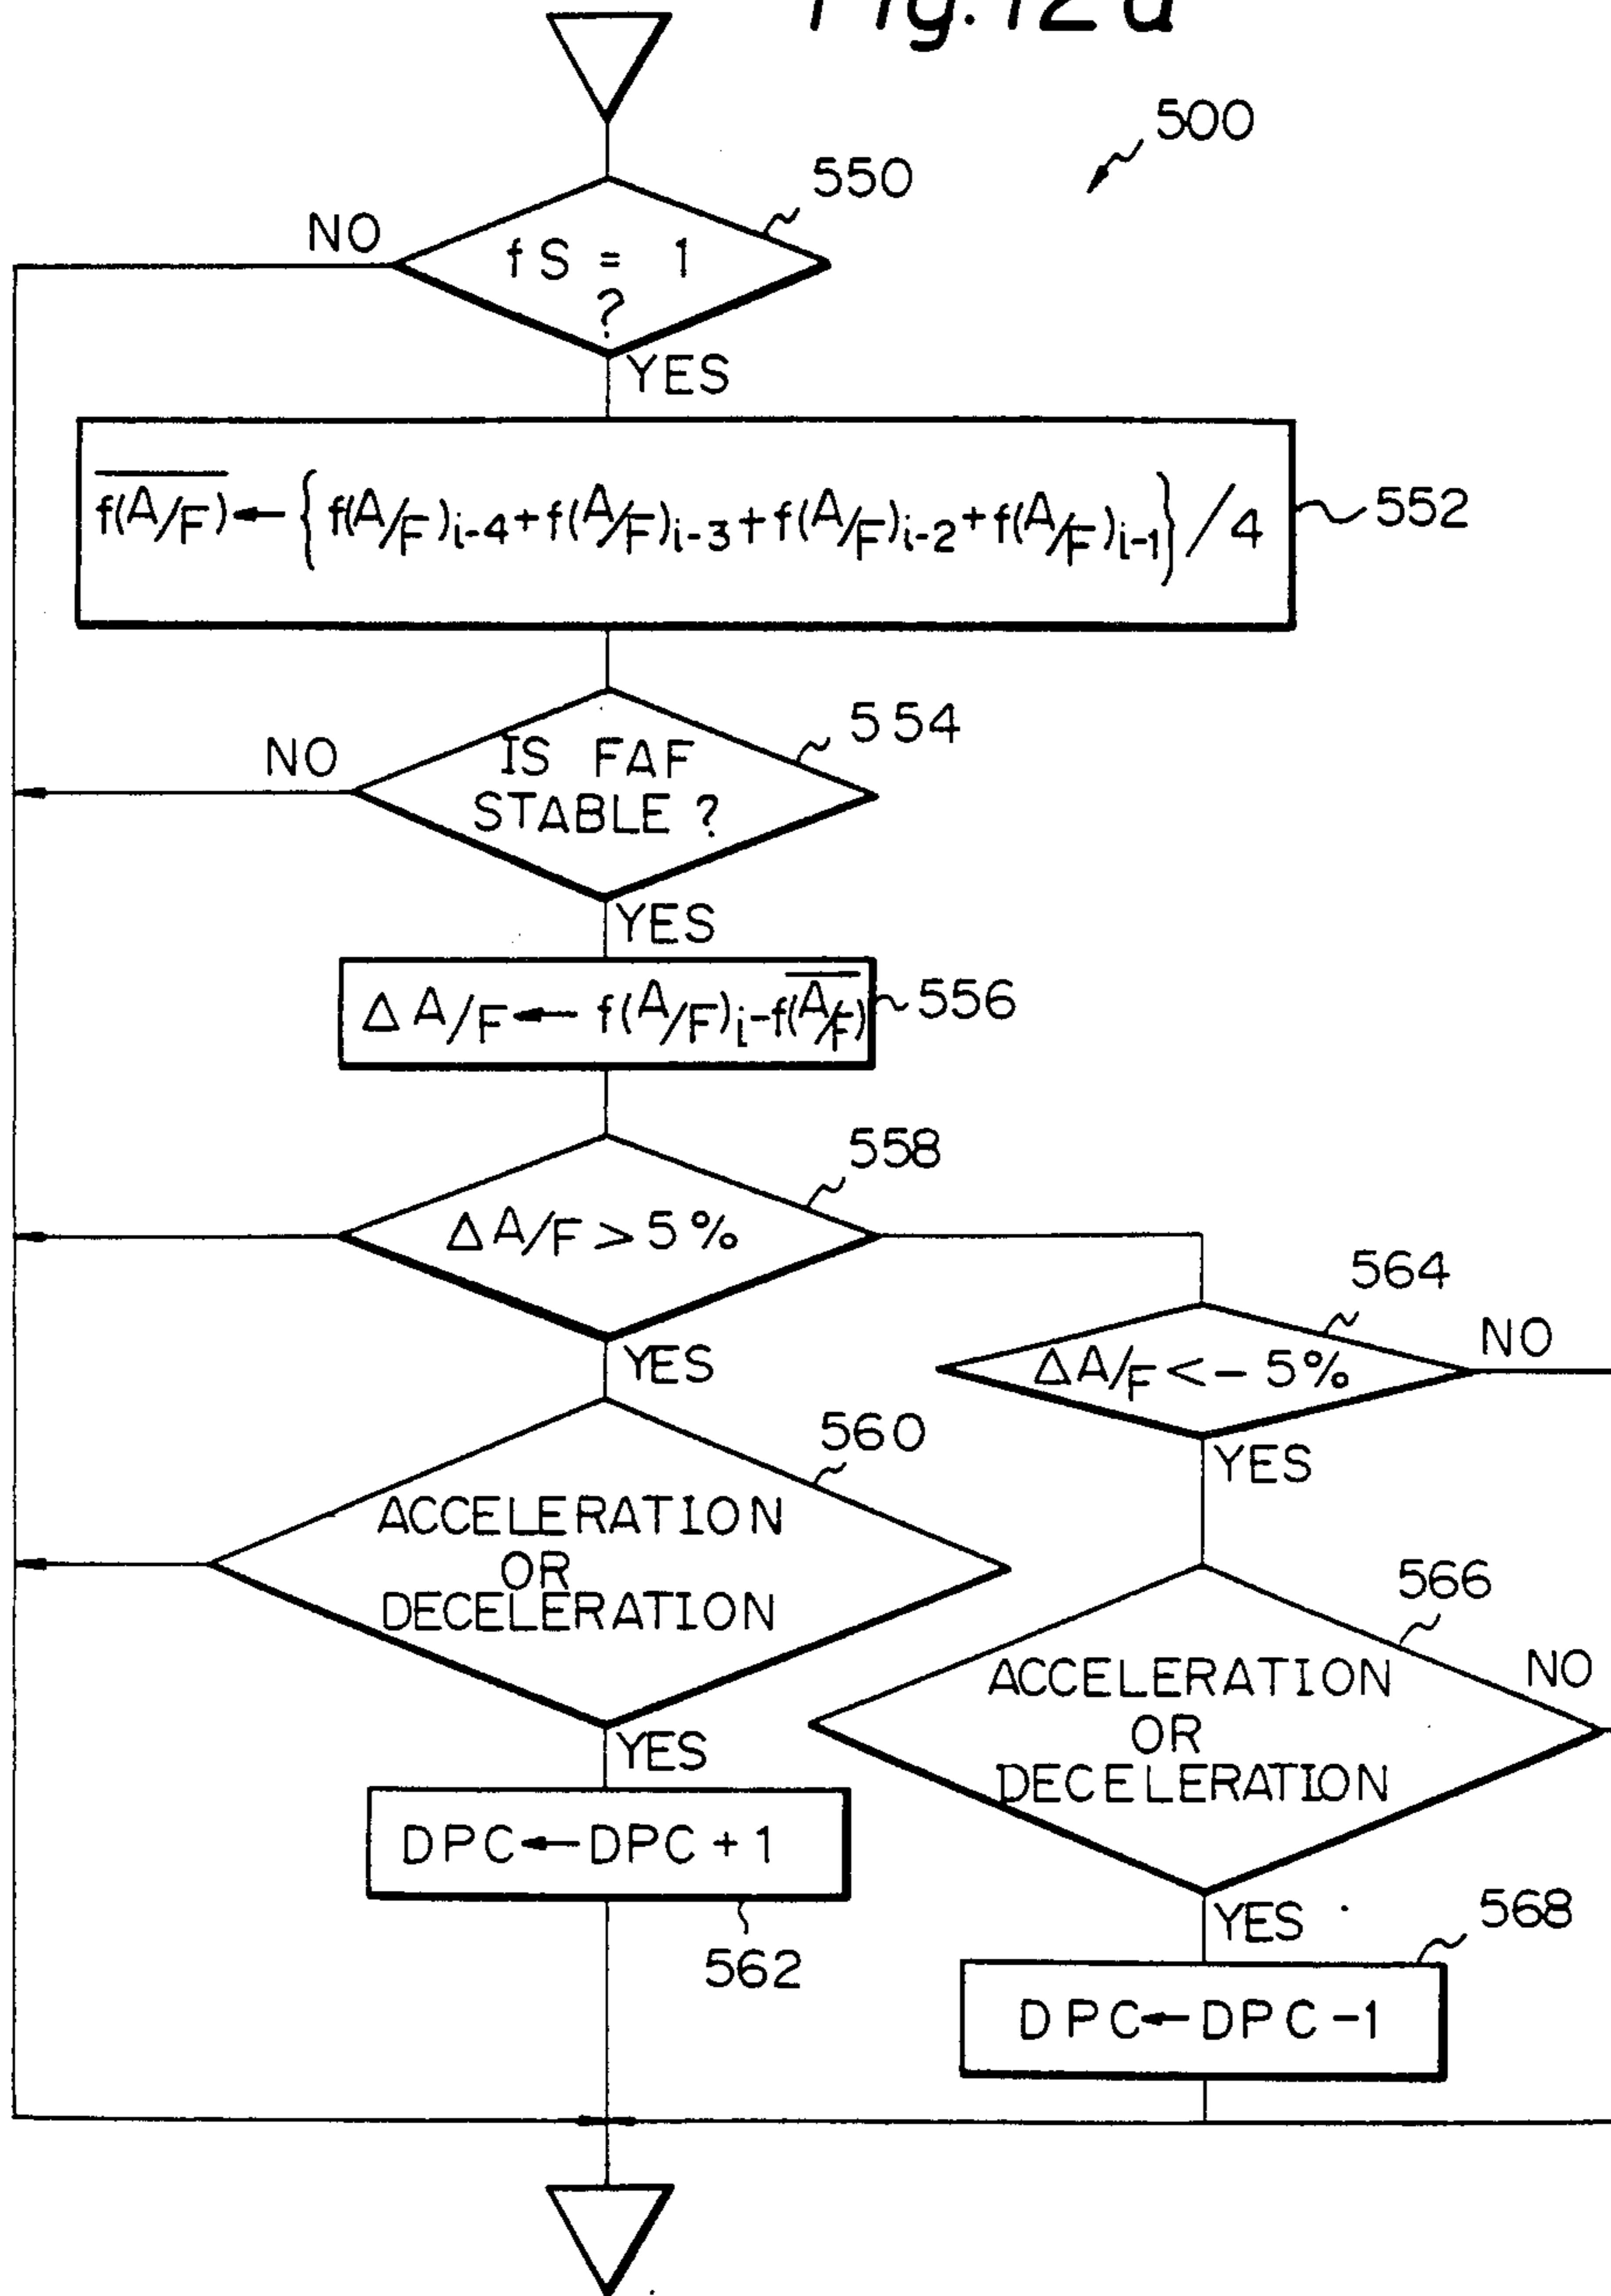 Fig. 12a
500
550
NO
fS = 1
?
YES
f(A/F)←{f(A/F)i-4+f(A/F)i-3+f(A/F)i-2+f(A/F)i-1}/4
552
554
NO
IS FAF
STABLE ?
YES
ΔA/F← f(A/F)i-f(A/F)
556
558
ΔA/F > 5%
564
NO
YES
ΔA/F < - 5%
560
YES
ACCELERATION
OR
DECELERATION
566
NO
ACCELERATION
OR
DECELERATION
YES
DPC←DPC + 1
562
YES
568
DPC←DPC -1